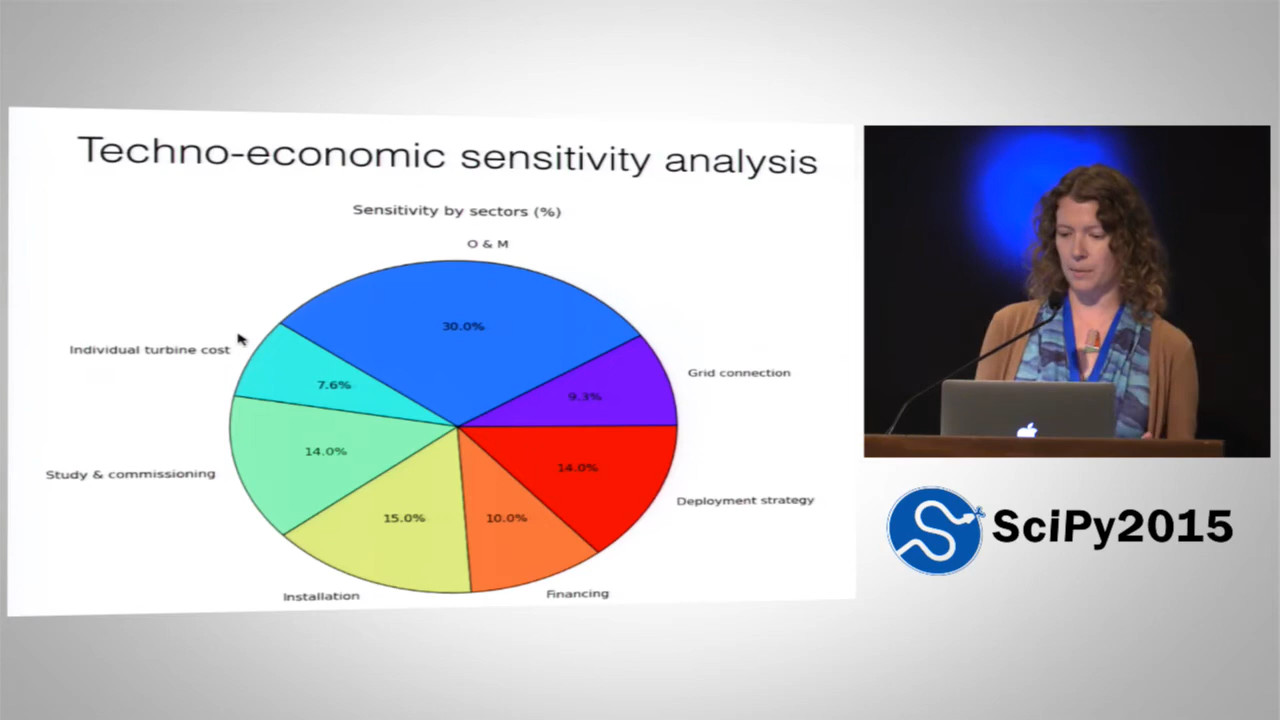 Techno-economic sensitivity analysis
Sensitivity by sectors (%)
O & M
30.0%
Individual turbine cost
7.6%
Grid connection
9.3%
14.0%
Study & commissioning
14.0%
Deployment strategy
15.0%
10.0%
Installation
Financing
SciPy2015